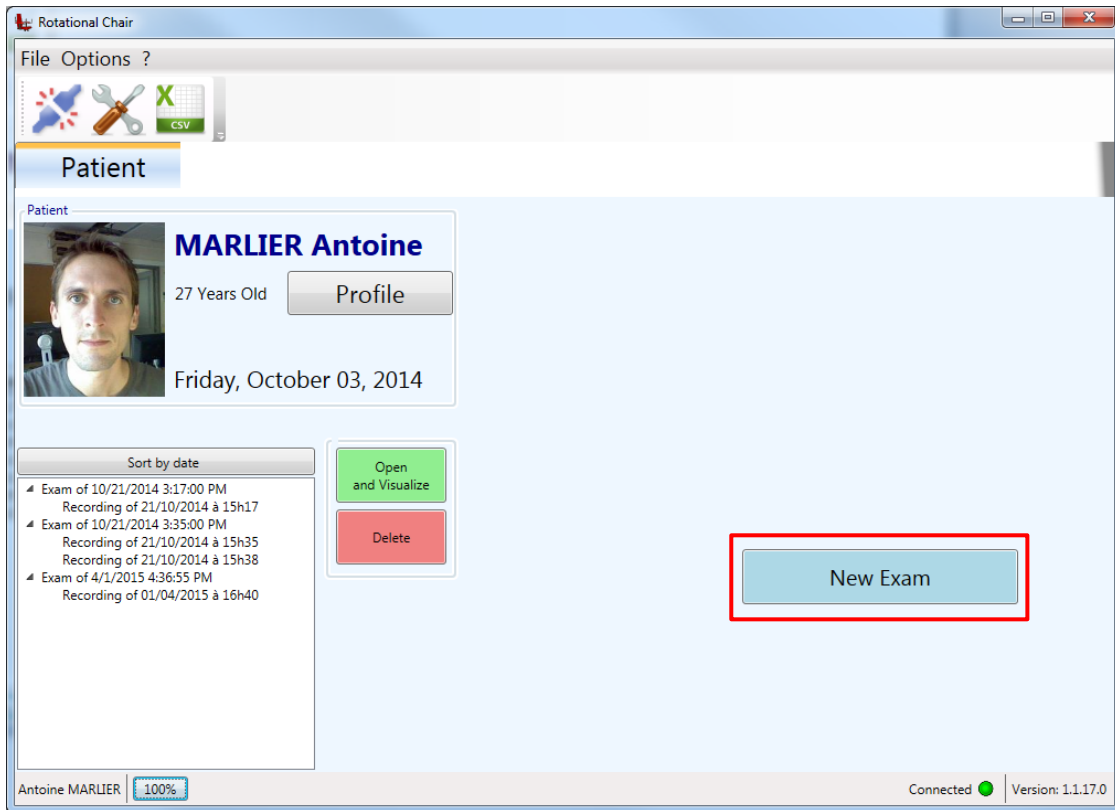 Rotational Chair
File Options ?
X
CSV
Patient
Patient
MARLIER Antoine
27 Years Old
Profile
Friday, October 03, 2014
Sort by date
Exam of 10/21/2014 3:17:00 PM
Recording of 21/10/2014 à 15h17
Exam of 10/21/2014 3:35:00 PM
Recording of 21/10/2014 à 15h35
Recording of 21/10/2014 à 15h38
Exam of 4/1/2015 4:36:55 PM
Recording of 01/04/2015 à 16h40
Open
and Visualize
Delete
New Exam
Antoine MARLIER
100%
Connected
Version: 1.1.17.0